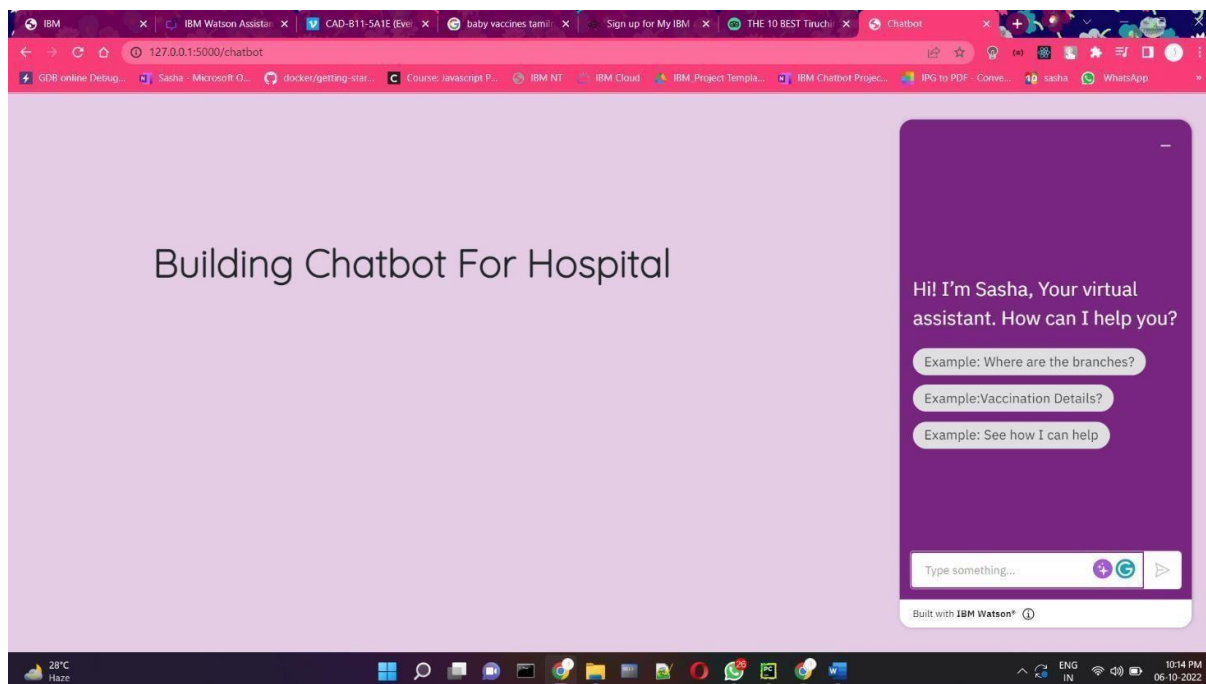 IBM
IBM Watson Assistan
CAD-B11-5A1E (Eve
baby vaccines tamil
Sign up for My IBM
THE 10 BEST Tiruchi
Chatbot
127.0.0.1:5000/chatbot
GDB online Debug...
Sasha - Microsoft O...
docker/getting-star...
Course: Javascript P...
IBM NT
IBM Cloud
IBM_Project Templa...
IBM Chatbot Projec...
JPG to PDF - Conve...
sasha
WhatsApp
Building Chatbot For Hospital
Hi! I'm Sasha, Your virtual
assistant. How can I help you?
Example: Where are the branches?
Example:Vaccination Details?
Example: See how I can help
Type something...
Built with IBM Watson®
28°C
Haze
ENG
IN
10:14 PM
06-10-2022